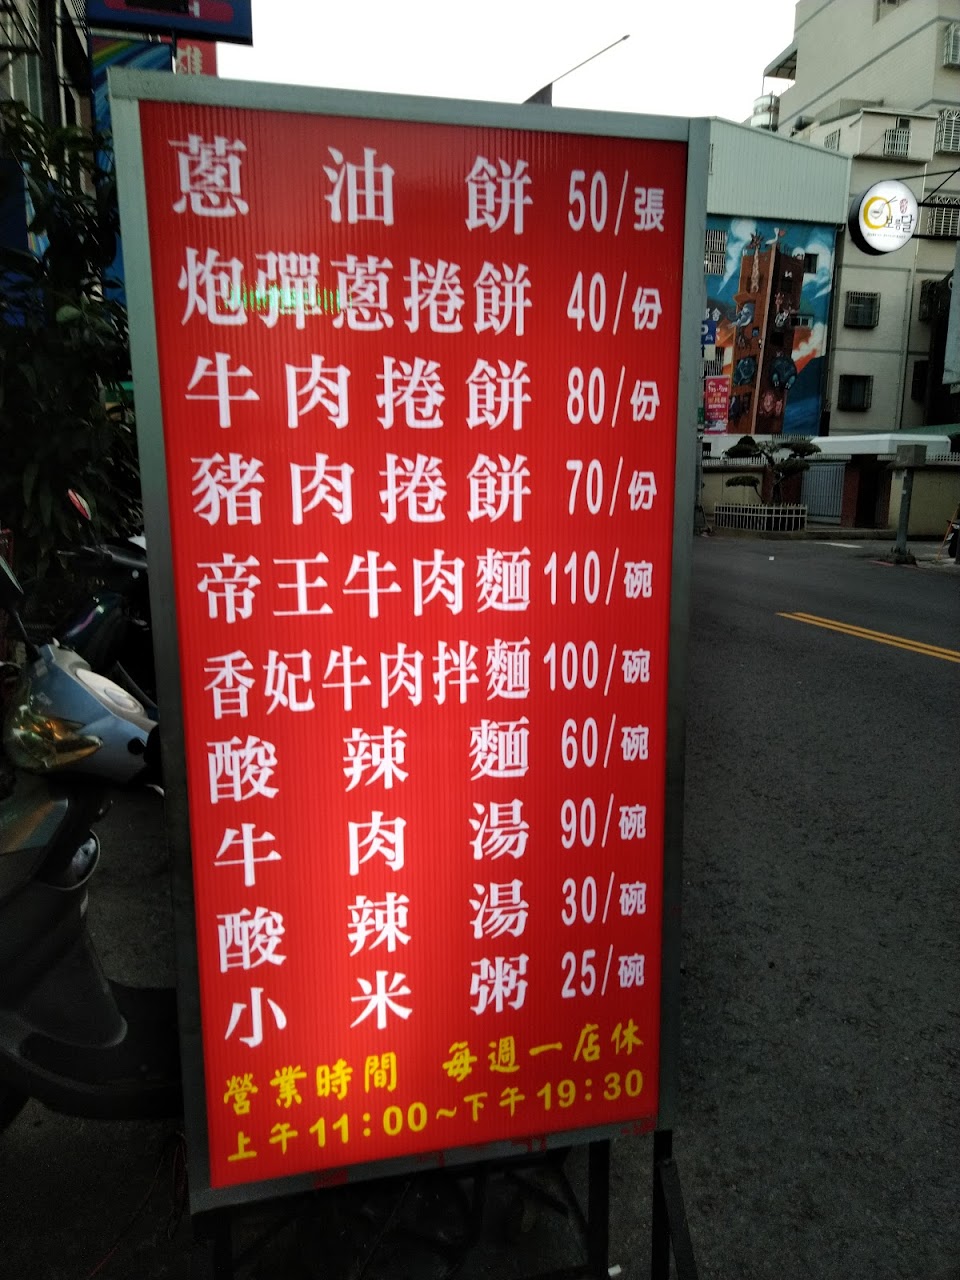 蔥油餅 50/張
炮彈蔥捲餅 40/份
牛肉捲餅 80/份
豬肉捲餅 70/份
帝王牛肉麵 110/碗
香妃牛肉拌麵 100/碗
酸辣麵 60/碗
牛肉湯 90/碗
酸辣湯 30/碗
小米粥 25/碗
營業時間 每週一店休
上午11:00~下午19:30